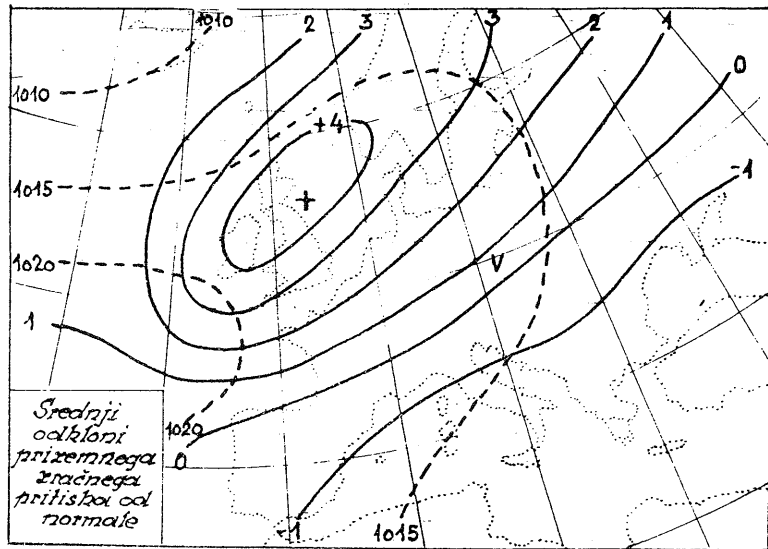 1010 2 3 3 2 1 0
1010
+4
1015
-1
1020
V
1
Srednji
odkloni
prizemnega
zračnega
pritiska od
normale
1020
0
-1 1015